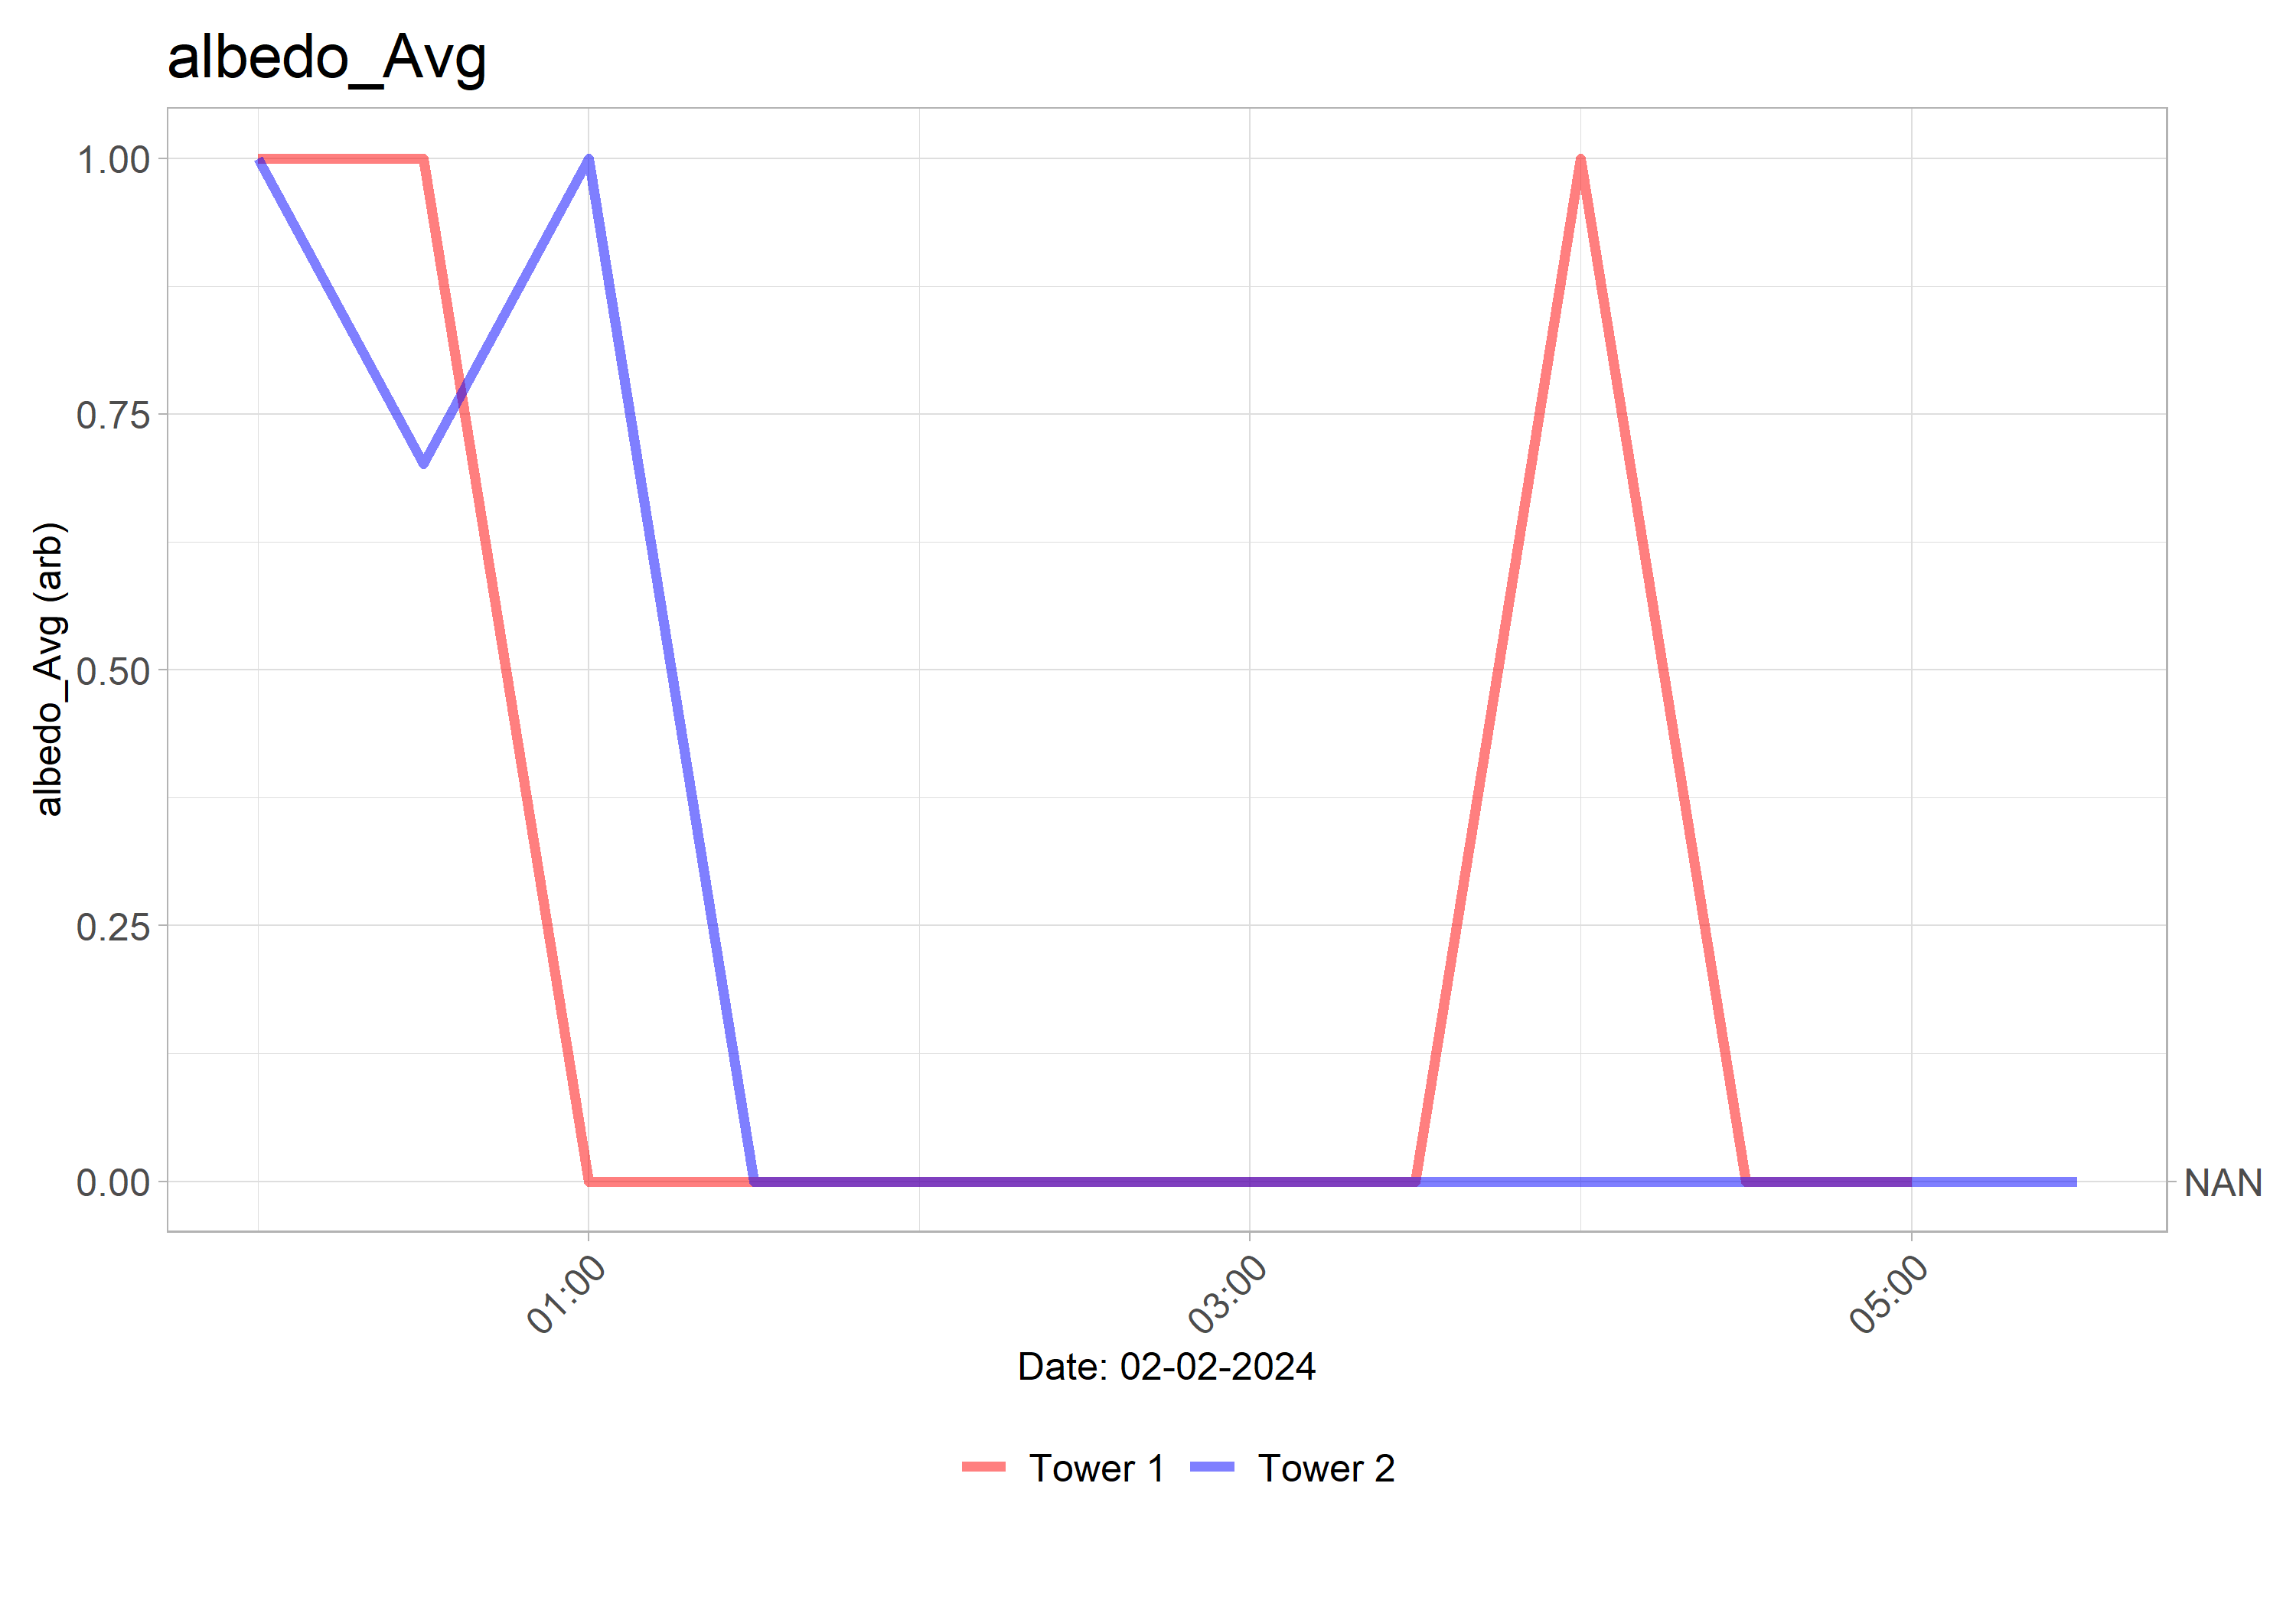 albedo_Avg
albedo_Avg (arb)
1.00
0.75
0.50
0.25
0.00
NAN
01:00
03:00
05:00
Date: 02-02-2024
Tower 1
Tower 2